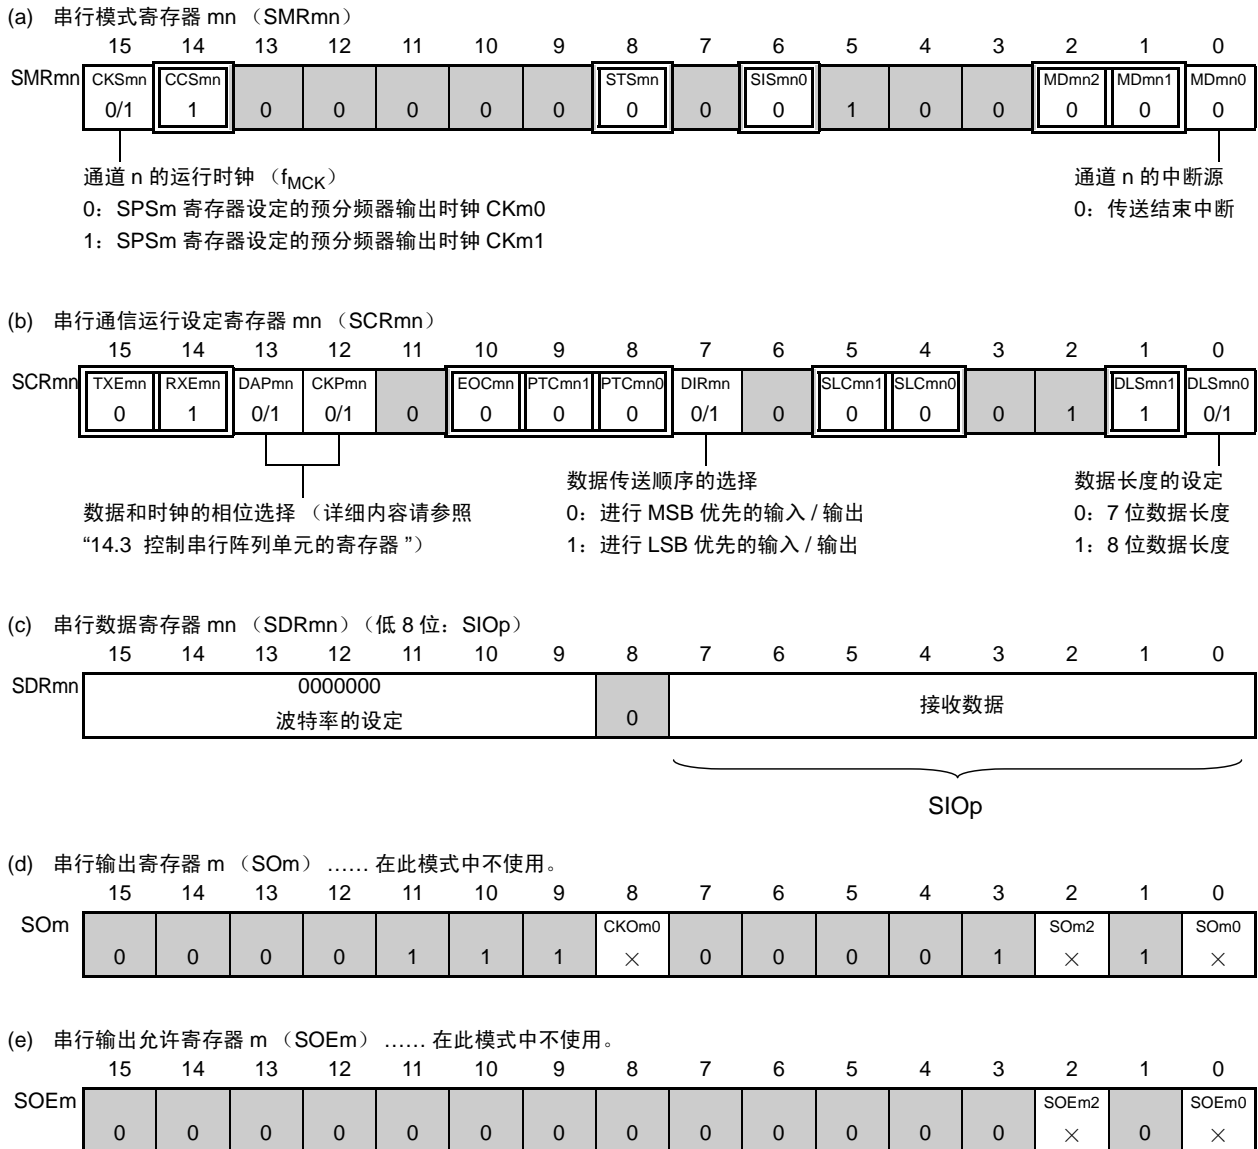 (a) 串行模式寄存器 mn （SMRmn）
15 14 13 12 11 10 9 8 7 6 5 4 3 2 1 0
SMRmn CKSmn CCSmn STSmn SISmn0 MDmn2 MDmn1 MDmn0
0/1 1 0 0 0 0 0 0 0 0 1 0 0 0 0 0
通道 n 的运行时钟 （fMCK） 通道 n 的中断源
0：SPSm 寄存器设定的预分频器输出时钟 CKm0 0：传送结束中断
1：SPSm 寄存器设定的预分频器输出时钟 CKm1
(b) 串行通信运行设定寄存器 mn （SCRmn）
15 14 13 12 11 10 9 8 7 6 5 4 3 2 1 0
SCRmn TXEmn RXEmn DAPmn CKPmn EOCmn PTCmn1 PTCmn0 DIRmn SLCmn1 SLCmn0 DLSmn1 DLSmn0
0 1 0/1 0/1 0 0 0 0 0/1 0 0 0 0 1 1 0/1
数据传送顺序的选择 数据长度的设定
数据和时钟的相位选择 （详细内容请参照 0：进行 MSB 优先的输入 / 输出 0：7 位数据长度
“14.3 控制串行阵列单元的寄存器 ”） 1：进行 LSB 优先的输入 / 输出 1：8 位数据长度
(c) 串行数据寄存器 mn （SDRmn）（低 8 位：SIOp）
15 14 13 12 11 10 9 8 7 6 5 4 3 2 1 0
SDRmn 0000000
波特率的设定 0 接收数据
SIOp
(d) 串行输出寄存器 m （SOm） …… 在此模式中不使用。
15 14 13 12 11 10 9 8 7 6 5 4 3 2 1 0
SOm CKOm0 SOm2 SOm0
0 0 0 0 1 1 1 × 0 0 0 0 1 × 1 ×
(e) 串行输出允许寄存器 m （SOEm） …… 在此模式中不使用。
15 14 13 12 11 10 9 8 7 6 5 4 3 2 1 0
SOEm SOEm2 SOEm0
0 0 0 0 0 0 0 0 0 0 0 0 0 × 0 ×